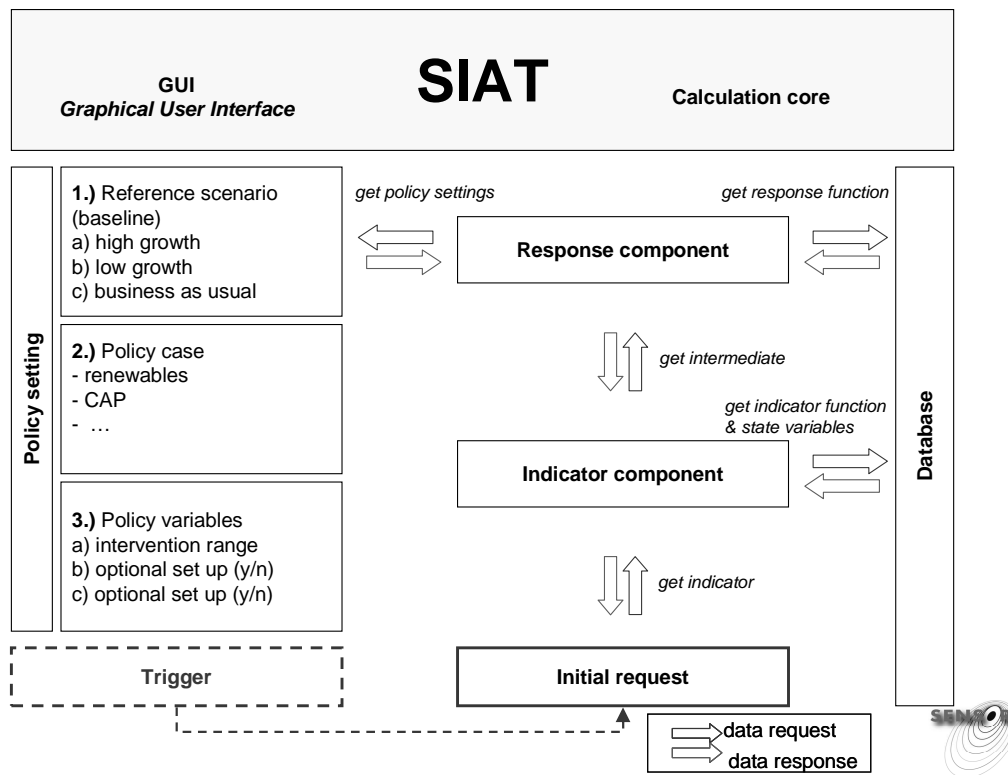 SIAT
GUI
Graphical User Interface
Calculation core
Policy setting
1.) Reference scenario
(baseline)
a) high growth
b) low growth
c) business as usual
2.) Policy case
- renewables
- CAP
- …
3.) Policy variables
a) intervention range
b) optional set up (y/n)
c) optional set up (y/n)
Trigger
get policy settings
get response function
Response component
get intermediate
get indicator function
& state variables
Indicator component
get indicator
Initial request
Database
data request
data response